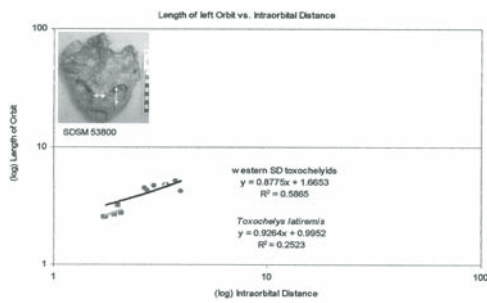 Length of left Orbit vs. Intraorbital Distance
100
SDSM 53800
(log) Length of Orbit
10
western SD toxochelyids
y = 0.8775x + 1.6653
R² = 0.5865
Toxochelys latiremis
y = 0.9264x + 0.9952
R² = 0.2523
1
1
10
100
(log) Intraorbital Distance